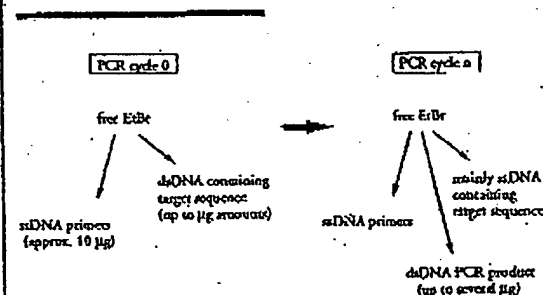 PCR cycle 0
free EtBr
ssDNA primers
(approx. 10 µg)
dsDNA containing
target sequence
(up to µg amounts)
PCR cycle n
free EtBr
ssDNA primers
mainly ssDNA
containing
target sequence
dsDNA PCR product
(up to several µg)